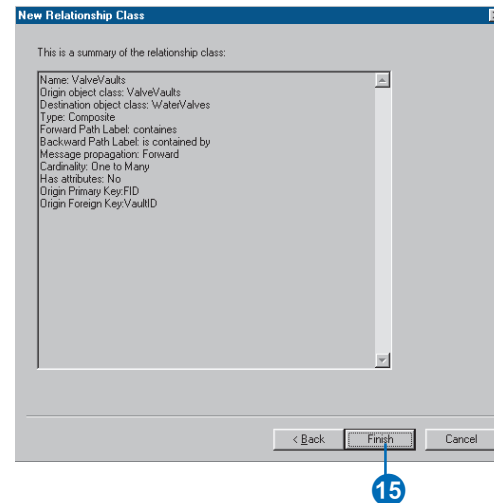 New Relationship Class
This is a summary of the relationship class:
Name: ValveVaults
Origin object class: ValveVaults
Destination object class: WaterValves
Type: Composite
Forward Path Label: containes
Backward Path Label: is contained by
Message propagation: Forward
Cardinality: One to Many
Has attributes: No
Origin Primary Key:FID
Origin Foreign Key:VaultID
< Back Finish Cancel
15